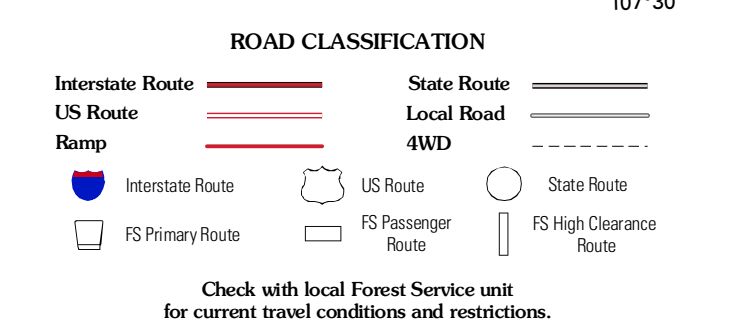 107°30'
ROAD CLASSIFICATION
Interstate Route
State Route
US Route
Local Road
Ramp
4WD
Interstate Route
US Route
State Route
FS Primary Route
FS Passenger
Route
FS High Clearance
Route
Check with local Forest Service unit
for current travel conditions and restrictions.